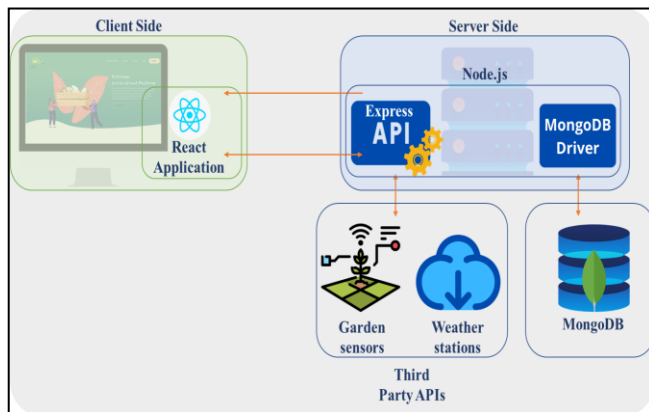 Client Side
Server Side
Node.js
Express
API
MongoDB
Driver
React
Application
Garden
sensors
Weather
stations
MongoDB
Third
Party APIs